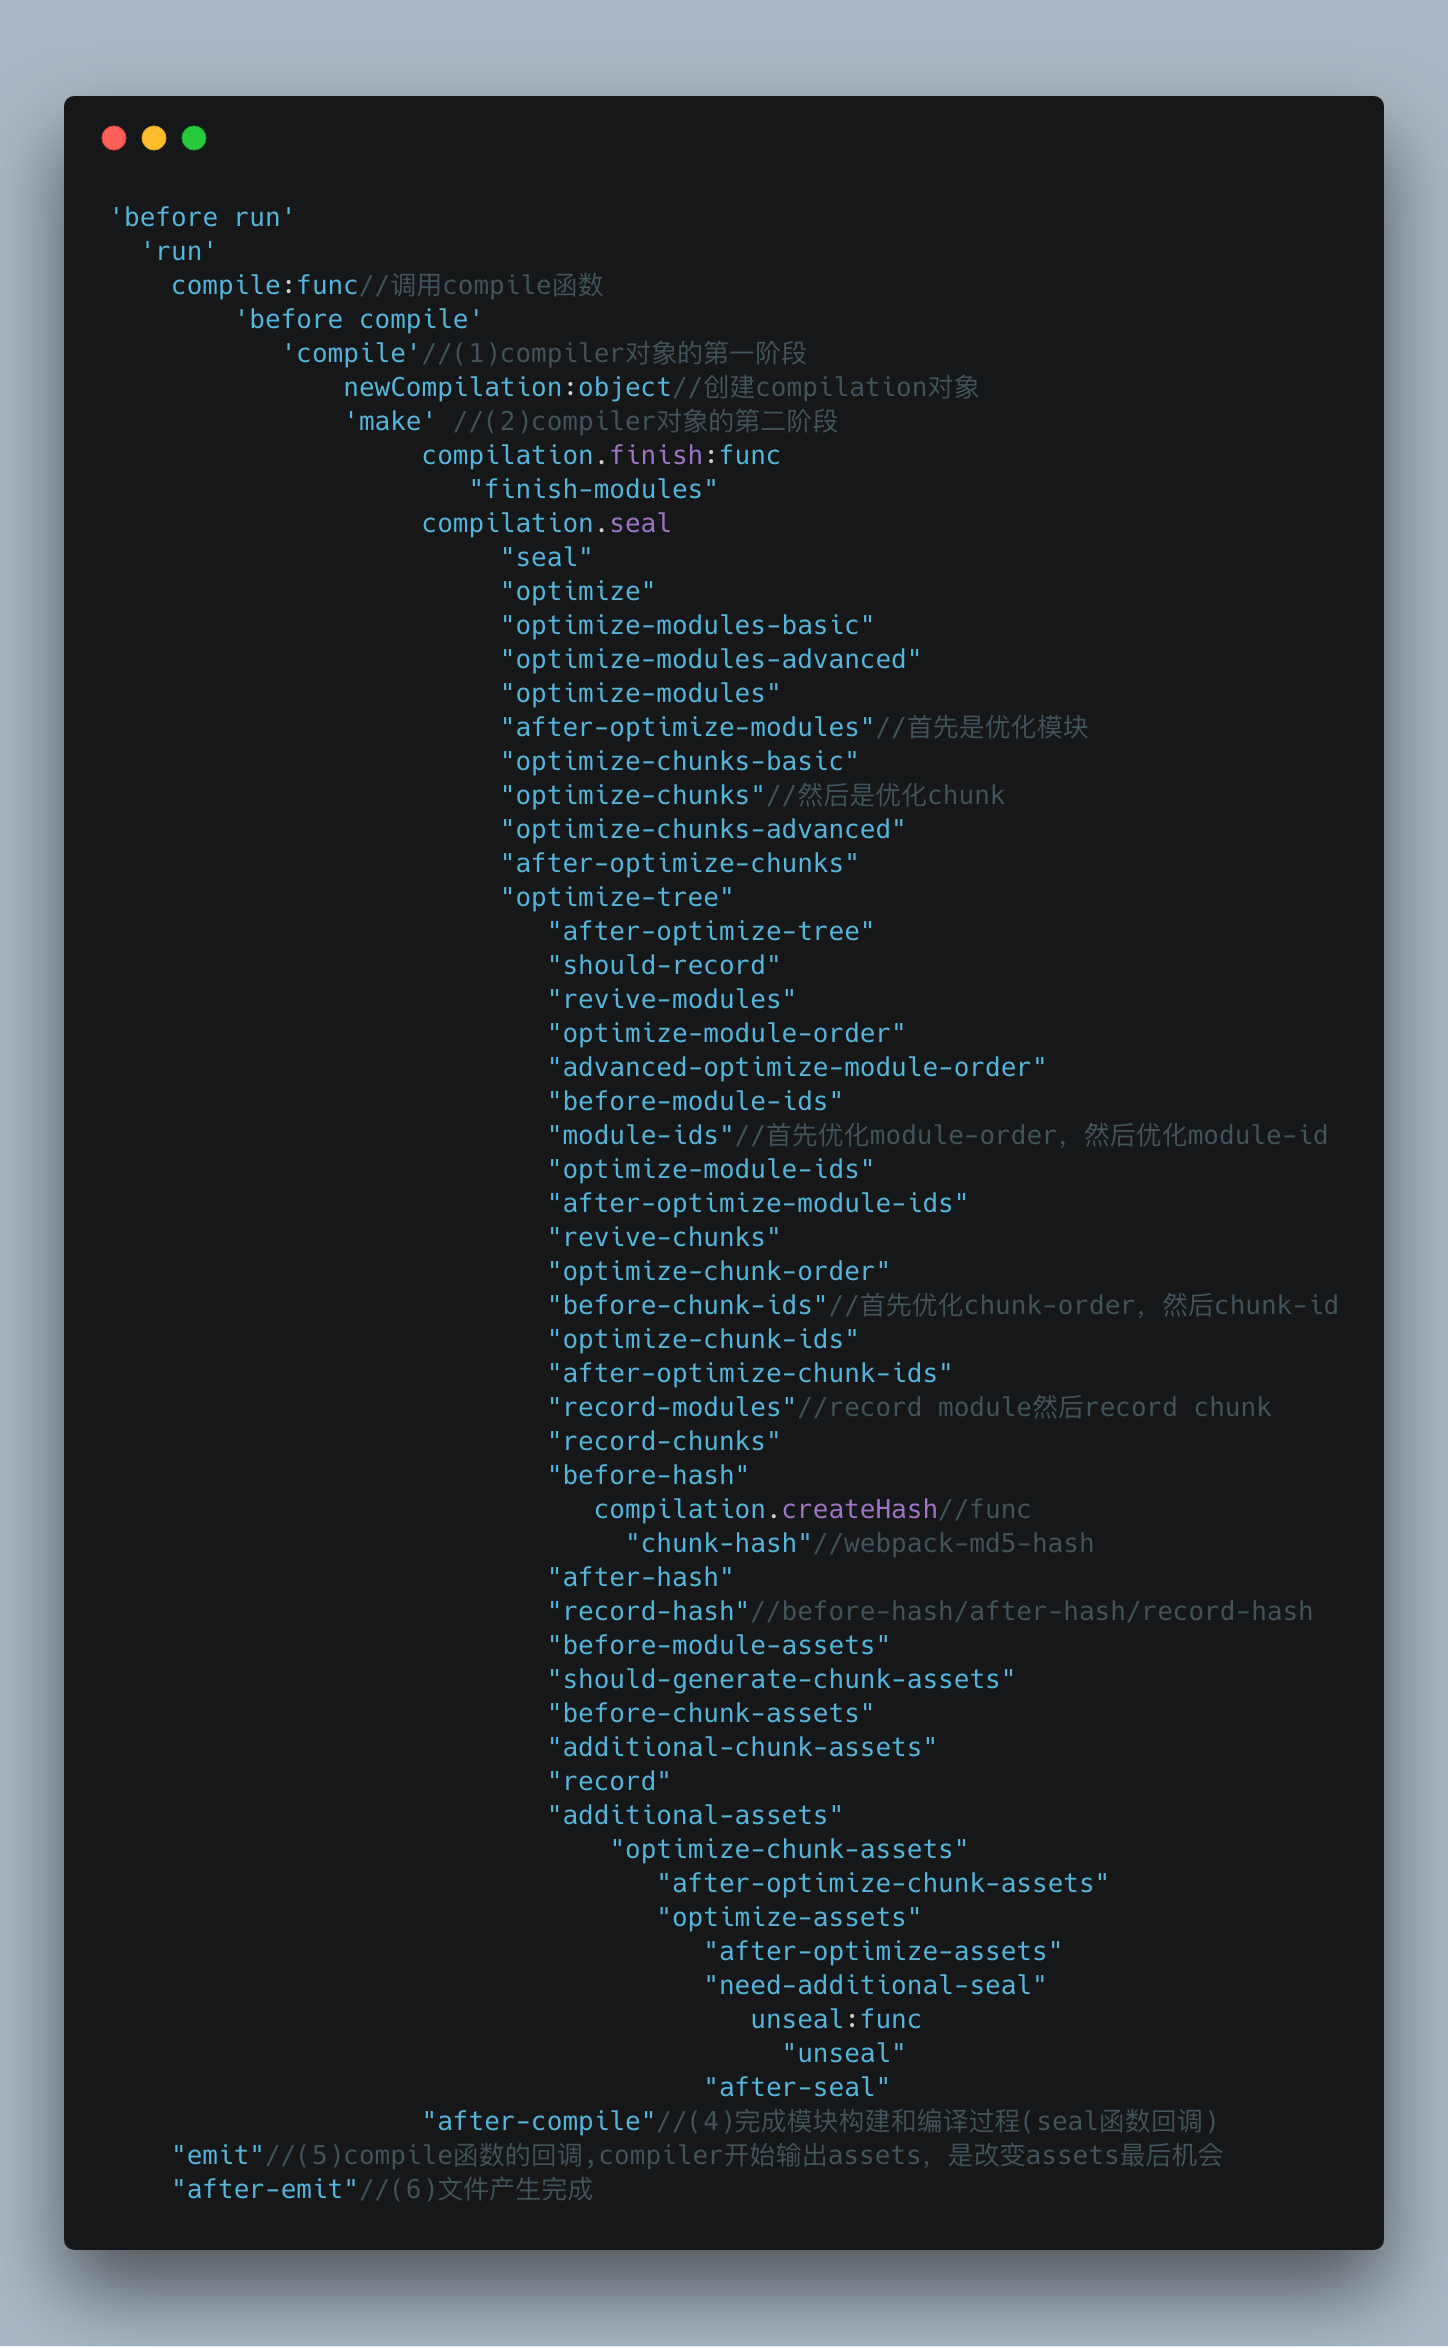 'before run'
'run'
compile:func//调用compile函数
'before compile'
'compile'//(1)compiler对象的第一阶段
newCompilation:object//创建compilation对象
'make' //(2)compiler对象的第二阶段
compilation.finish:func
"finish-modules"
compilation.seal
"seal"
"optimize"
"optimize-modules-basic"
"optimize-modules-advanced"
"optimize-modules"
"after-optimize-modules"//首先是优化模块
"optimize-chunks-basic"
"optimize-chunks"//然后是优化chunk
"optimize-chunks-advanced"
"after-optimize-chunks"
"optimize-tree"
"after-optimize-tree"
"should-record"
"revive-modules"
"optimize-module-order"
"advanced-optimize-module-order"
"before-module-ids"
"module-ids"//首先优化module-order，然后优化module-id
"optimize-module-ids"
"after-optimize-module-ids"
"revive-chunks"
"optimize-chunk-order"
"before-chunk-ids"//首先优化chunk-order，然后chunk-id
"optimize-chunk-ids"
"after-optimize-chunk-ids"
"record-modules"//record module然后record chunk
"record-chunks"
"before-hash"
compilation.createHash//func
"chunk-hash"//webpack-md5-hash
"after-hash"
"record-hash"//before-hash/after-hash/record-hash
"before-module-assets"
"should-generate-chunk-assets"
"before-chunk-assets"
"additional-chunk-assets"
"record"
"additional-assets"
"optimize-chunk-assets"
"after-optimize-chunk-assets"
"optimize-assets"
"after-optimize-assets"
"need-additional-seal"
unseal:func
"unseal"
"after-seal"
"after-compile"//(4)完成模块构建和编译过程(seal函数回调)
"emit"//(5)compile函数的回调,compiler开始输出assets，是改变assets最后机会
"after-emit"//(6)文件产生完成